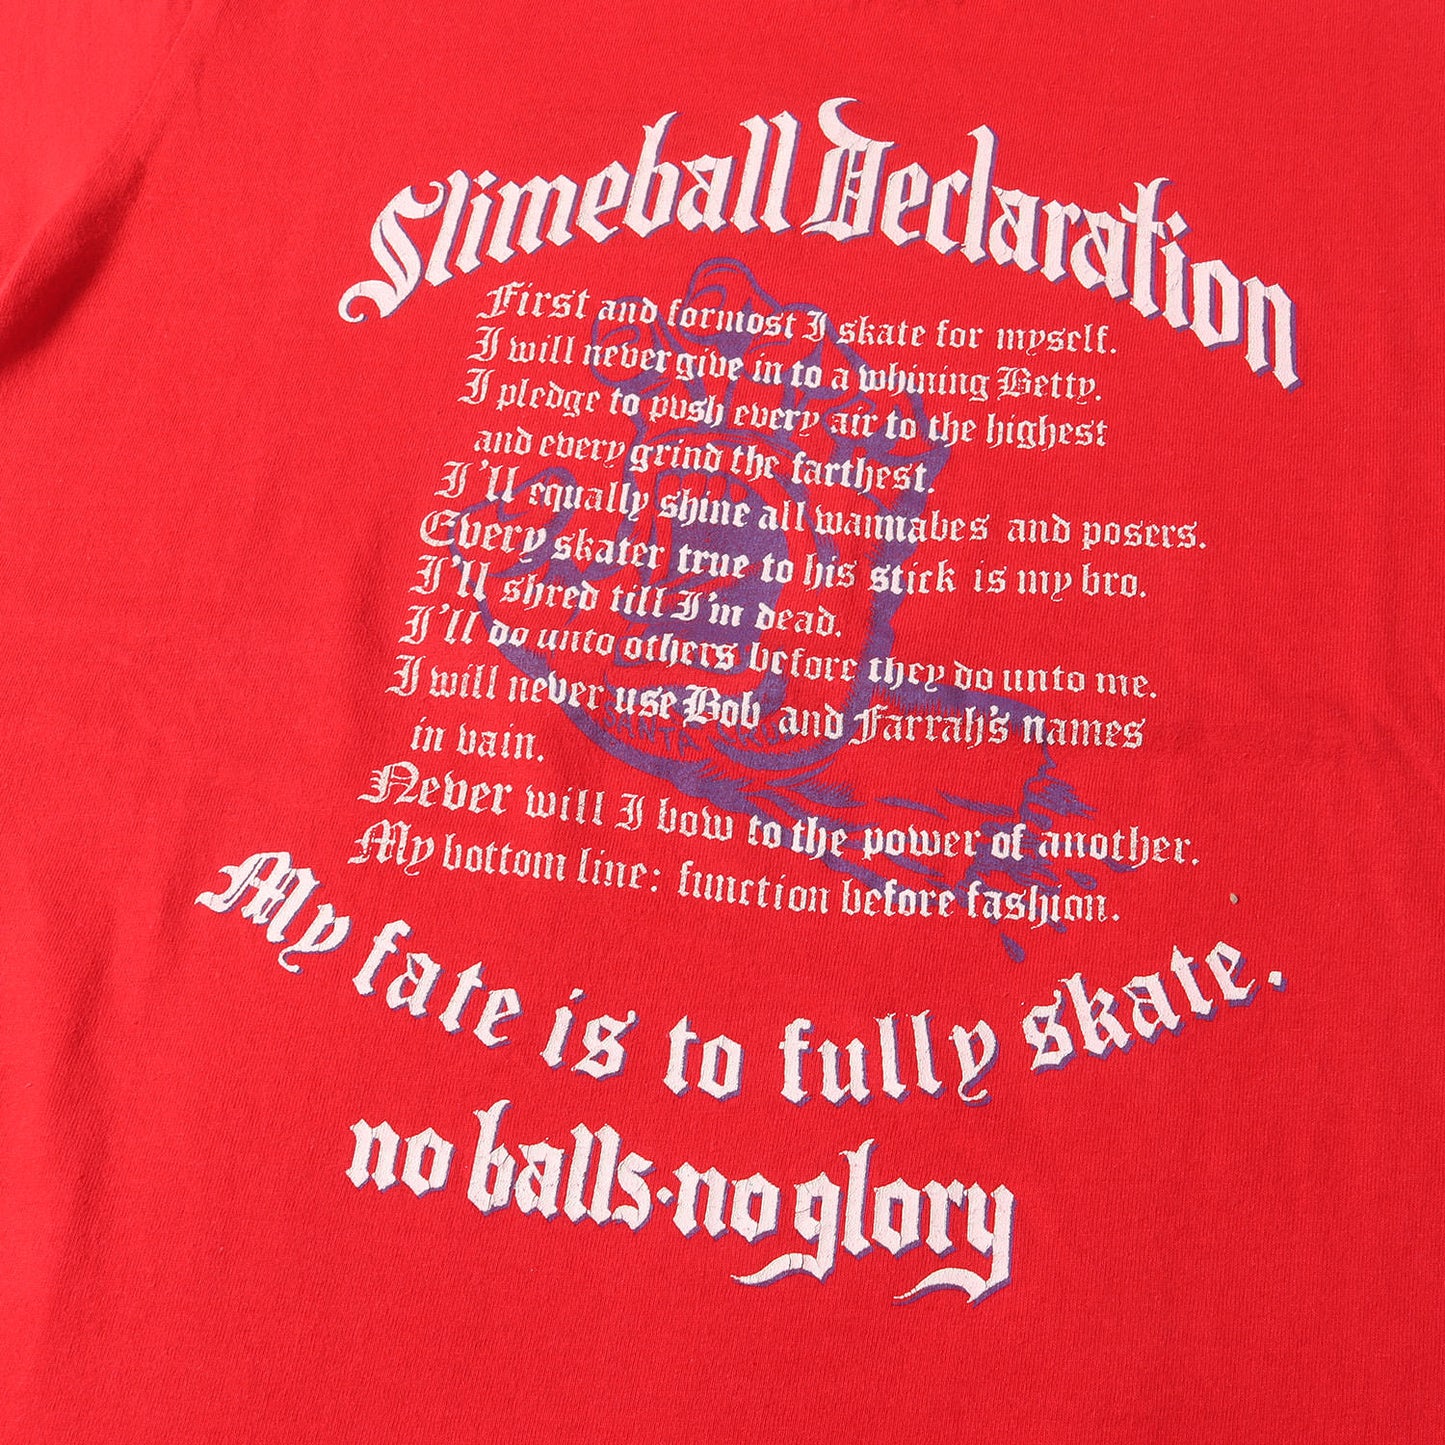 Slimeball Declaration
First and formost I skate for myself.
I will never give in to a whining Betty.
I pledge to push every air to the highest
and every grind the farthest.
I'll equally shine all wannabes and posers.
Every skater true to his stick is my bro.
I'll shred till I'm dead.
I'll do unto others before they do unto me.
I will never use Bob and Farrah's names
in vain.
SANTA CRUZ
Never will I bow to the power of another.
My bottom line: function before fashion.
My fate is to fully skate.
no balls·no glory